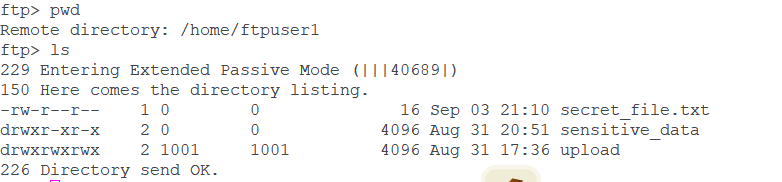 ftp> pwd
Remote directory: /home/ftpuser1
ftp> ls
229 Entering Extended Passive Mode (|||40689|)
150 Here comes the directory listing.
-rw-r--r--    1 0        0              16 Sep 03 21:10 secret_file.txt
drwxr-xr-x    2 0        0            4096 Aug 31 20:51 sensitive_data
drwxrwxrwx    2 1001     1001         4096 Aug 31 17:36 upload
226 Directory send OK.